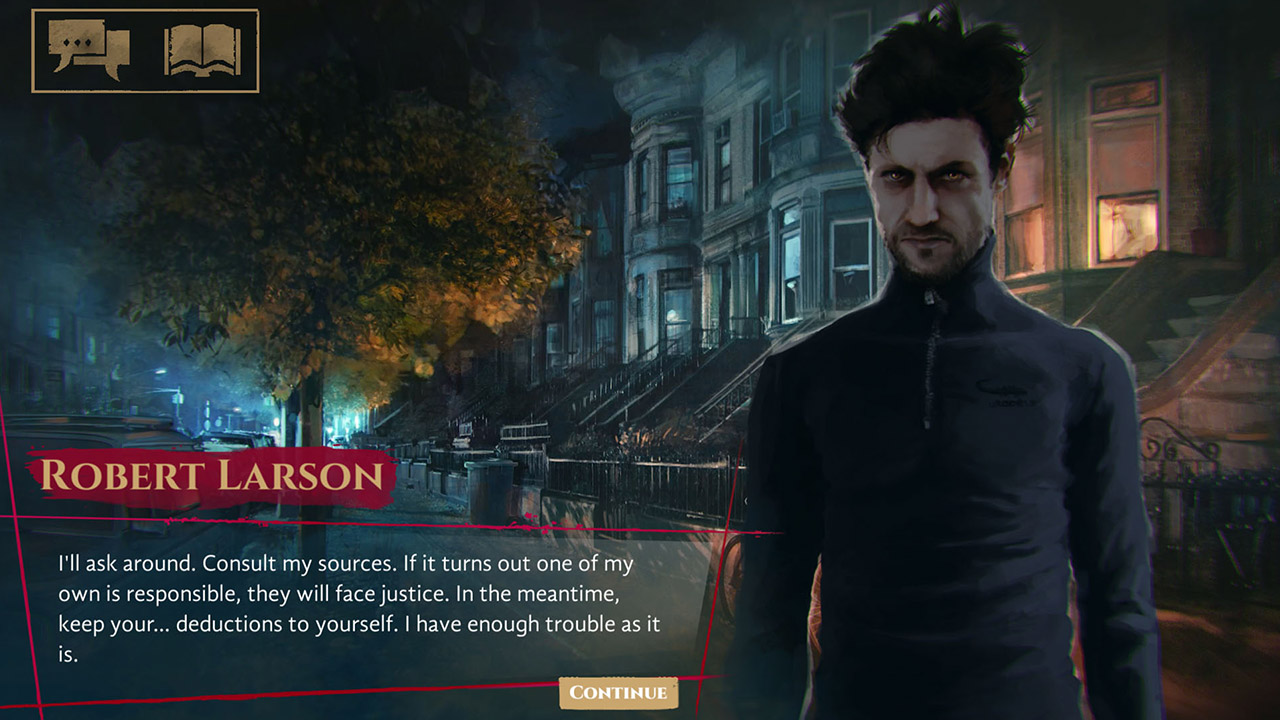 Robert Larson
I'll ask around. Consult my sources. If it turns out one of my
own is responsible, they will face justice. In the meantime,
keep your... deductions to yourself. I have enough trouble as it
is.
Continue